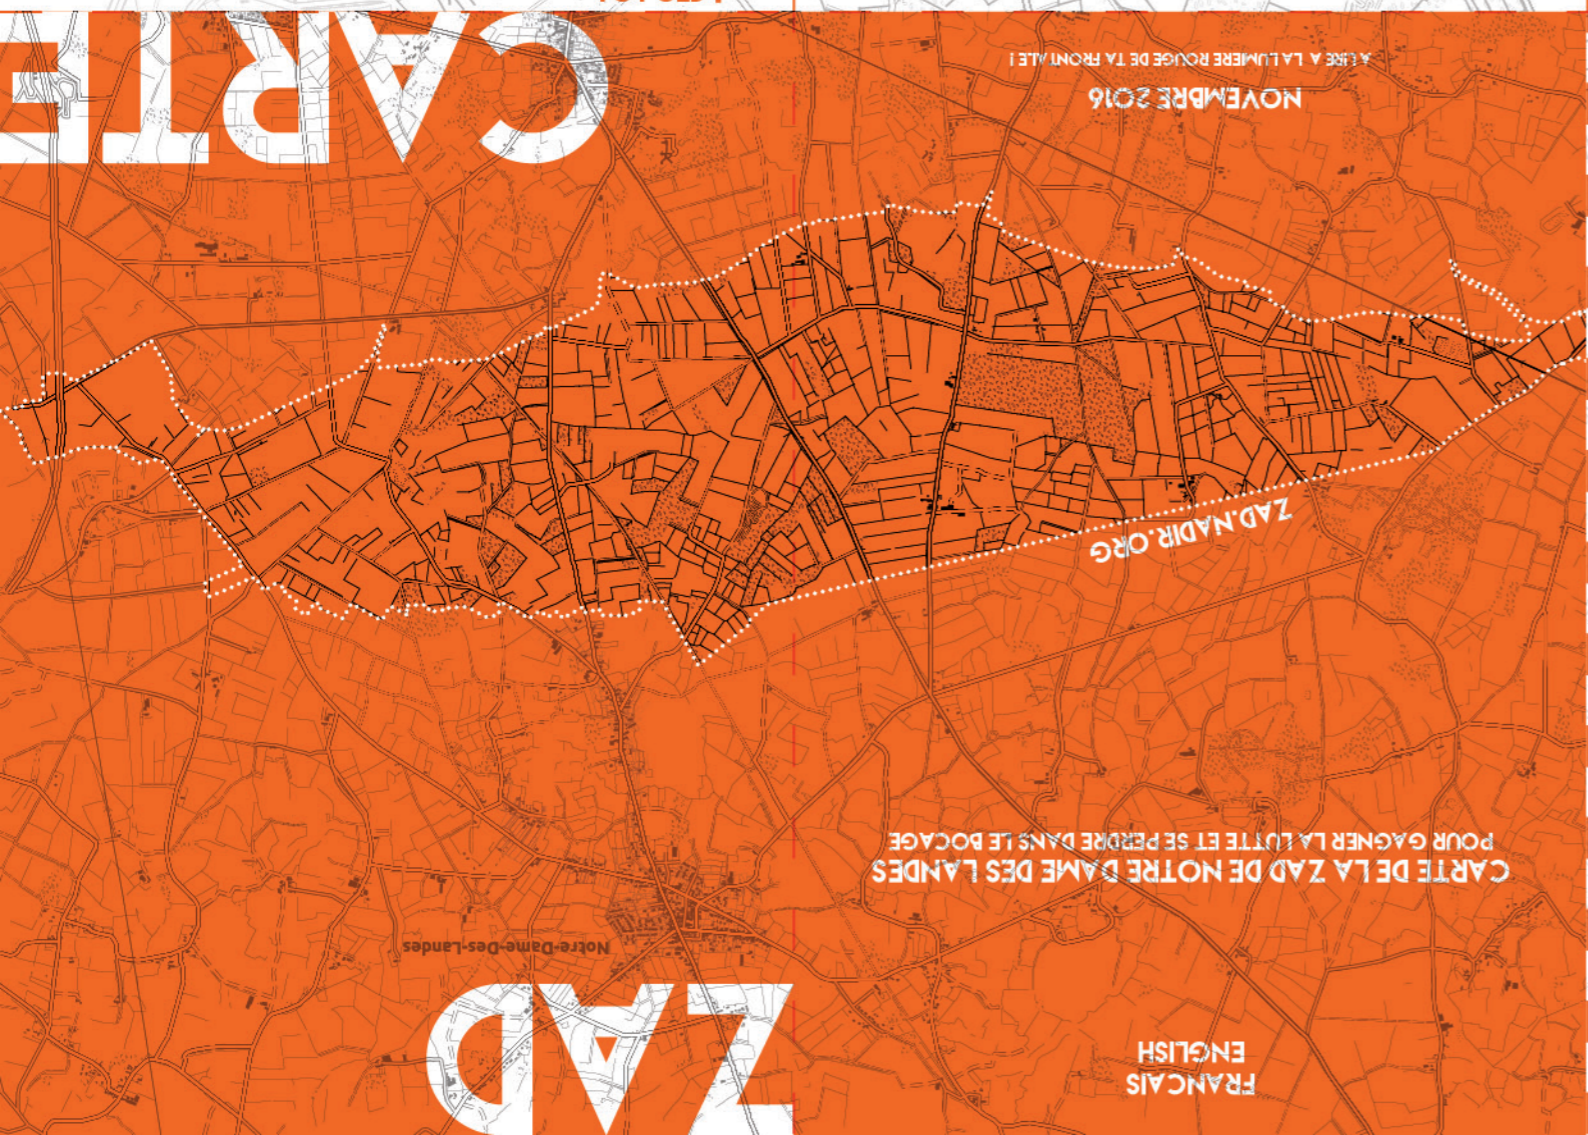 ZAD
FRANCAIS
ENGLISH
Notre-Dame-Des-Landes
CARTE DE LA ZAD DE NOTRE DAME DES LANDES
POUR GAGNER LA LUTTE ET SE PERDRE DANS LE BOCAGE
ZAD.NADIR.ORG
CARTE
NOVEMBRE 2016
A LIRE A LA LUMIERE ROUGE DE TA FRONTALE !